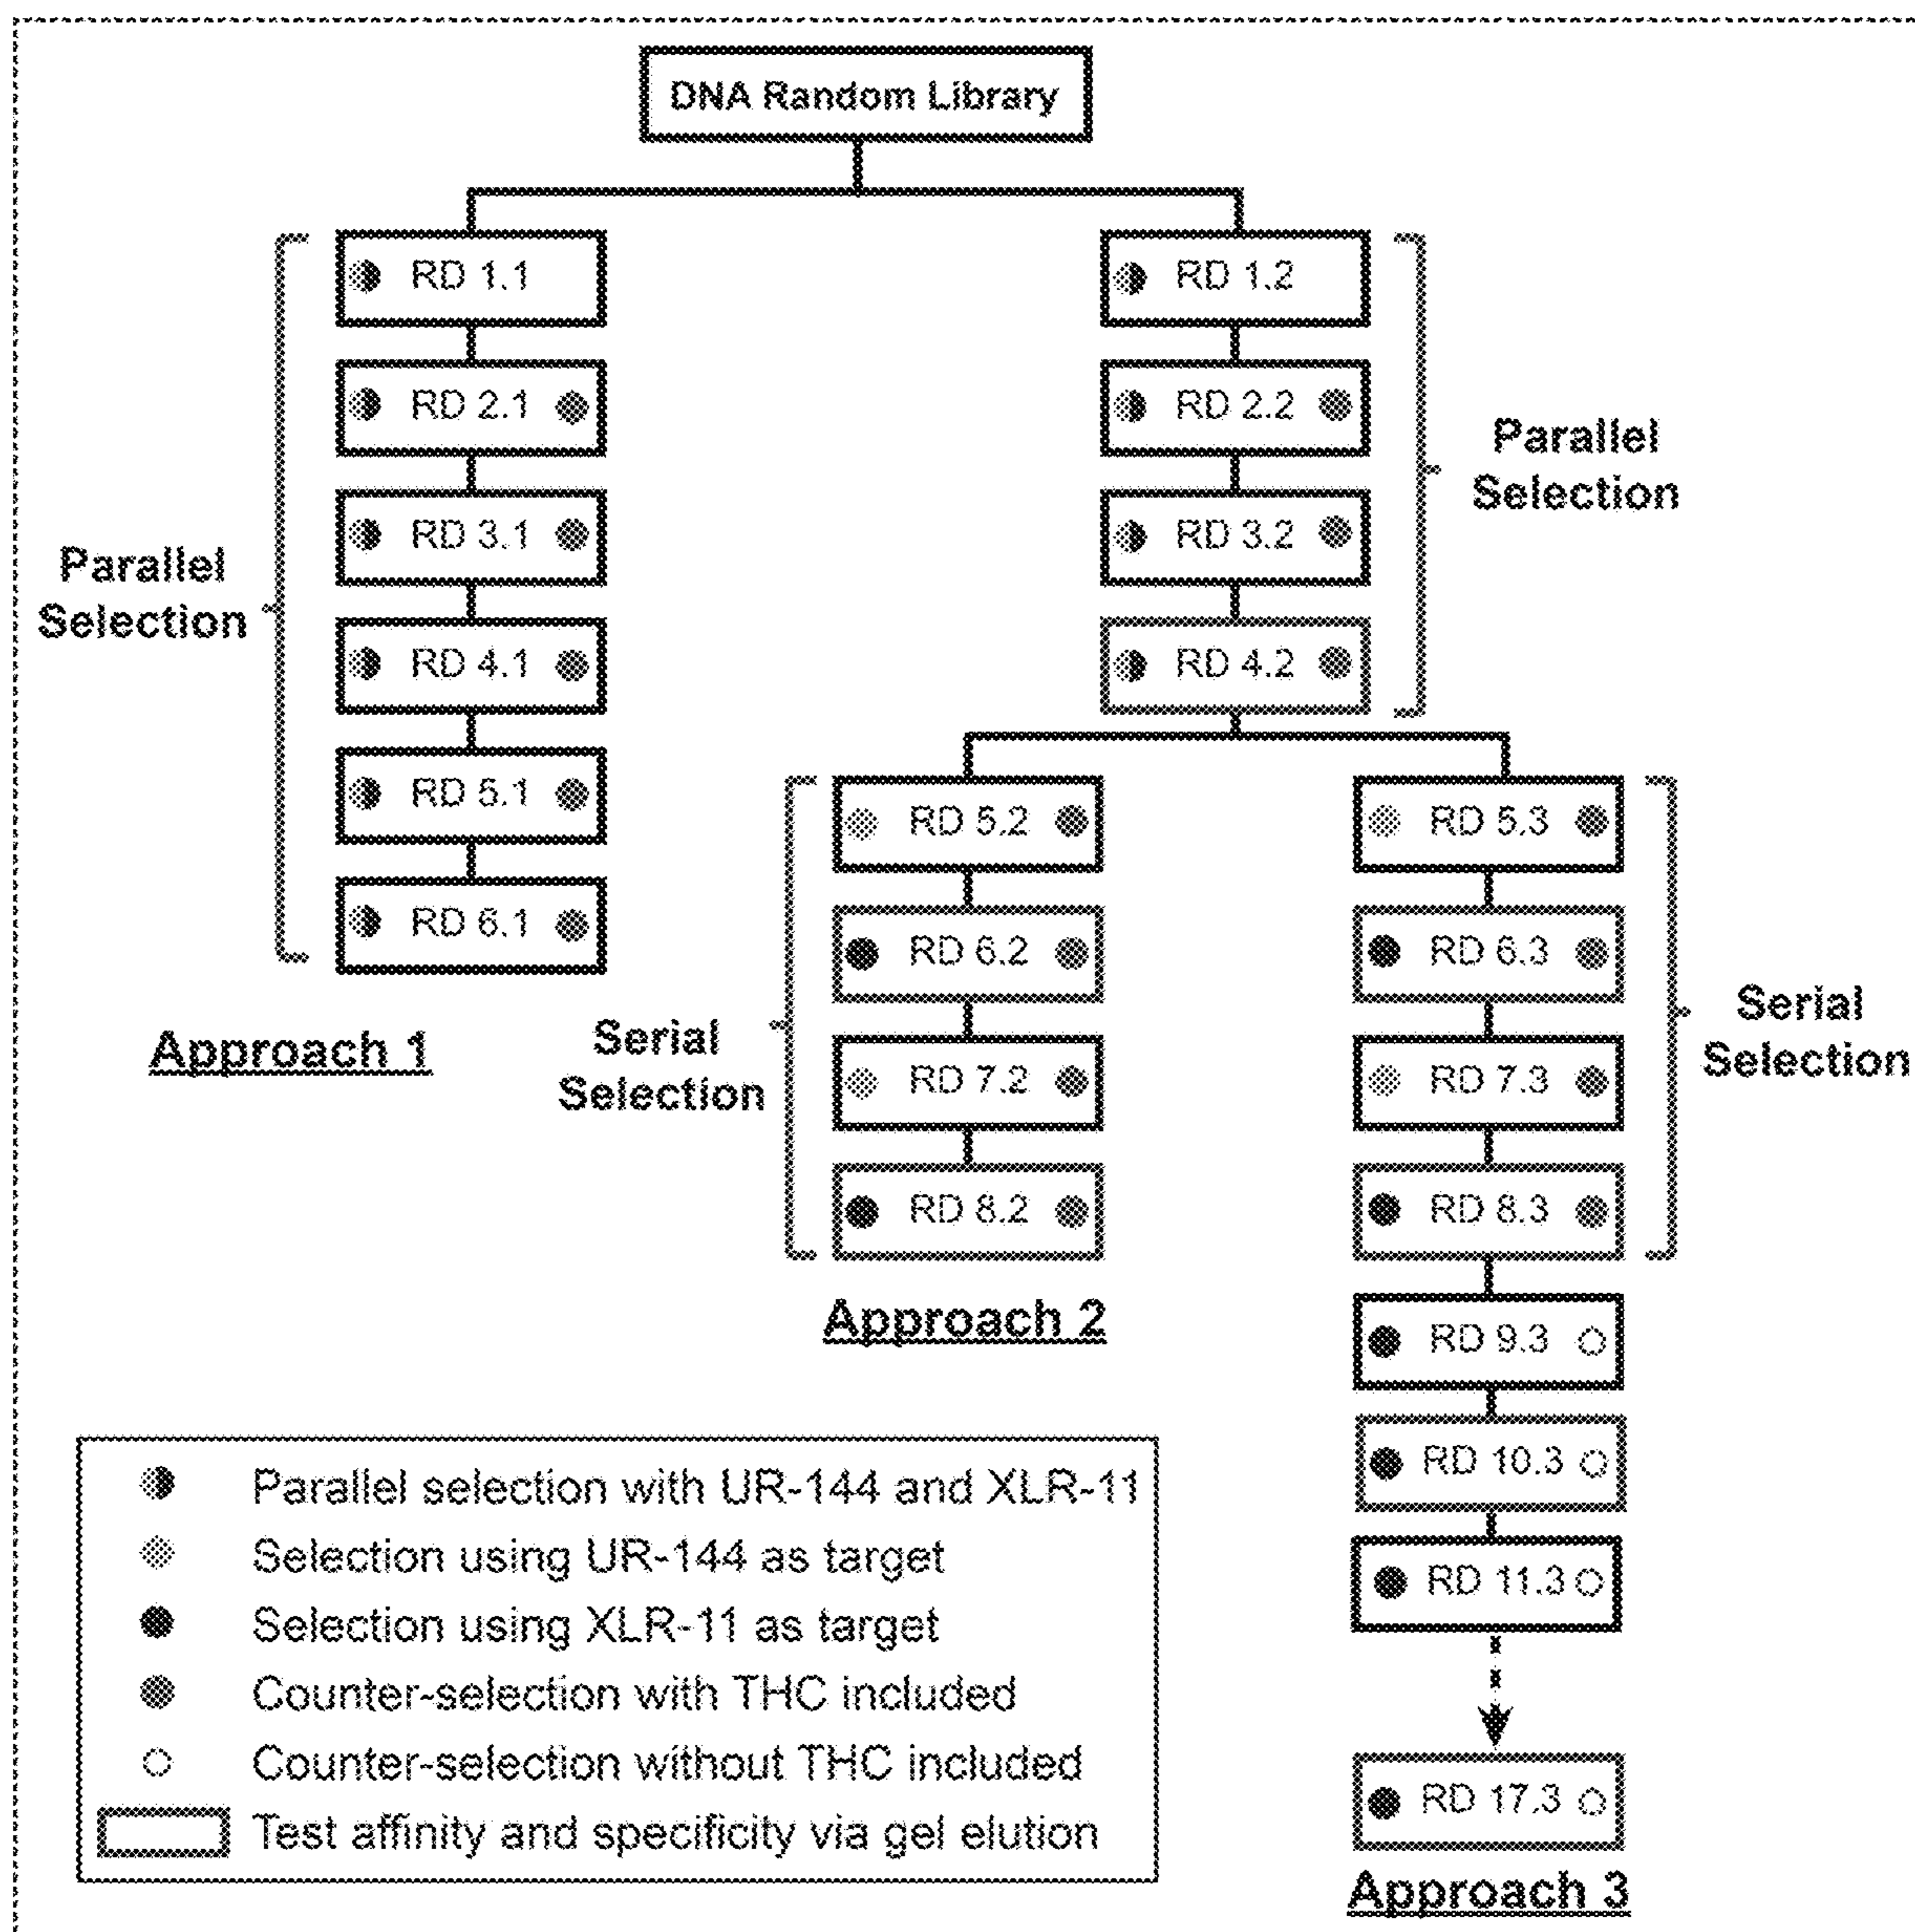 DNA Random Library
RD 1.1
RD 2.1
RD 3.1
RD 4.1
RD 5.1
RD 6.1
Parallel
Selection
Approach 1
RD 1.2
RD 2.2
RD 3.2
RD 4.2
Parallel
Selection
RD 5.2
RD 6.2
RD 7.2
RD 8.2
Serial
Selection
Approach 2
RD 5.3
RD 6.3
RD 7.3
RD 8.3
Serial
Selection
RD 9.3
RD 10.3
RD 11.3
RD 17.3
Approach 3
Parallel selection with UR-144 and XLR-11
Selection using UR-144 as target
Selection using XLR-11 as target
Counter-selection with THC included
Counter-selection without THC included
Test affinity and specificity via gel elution